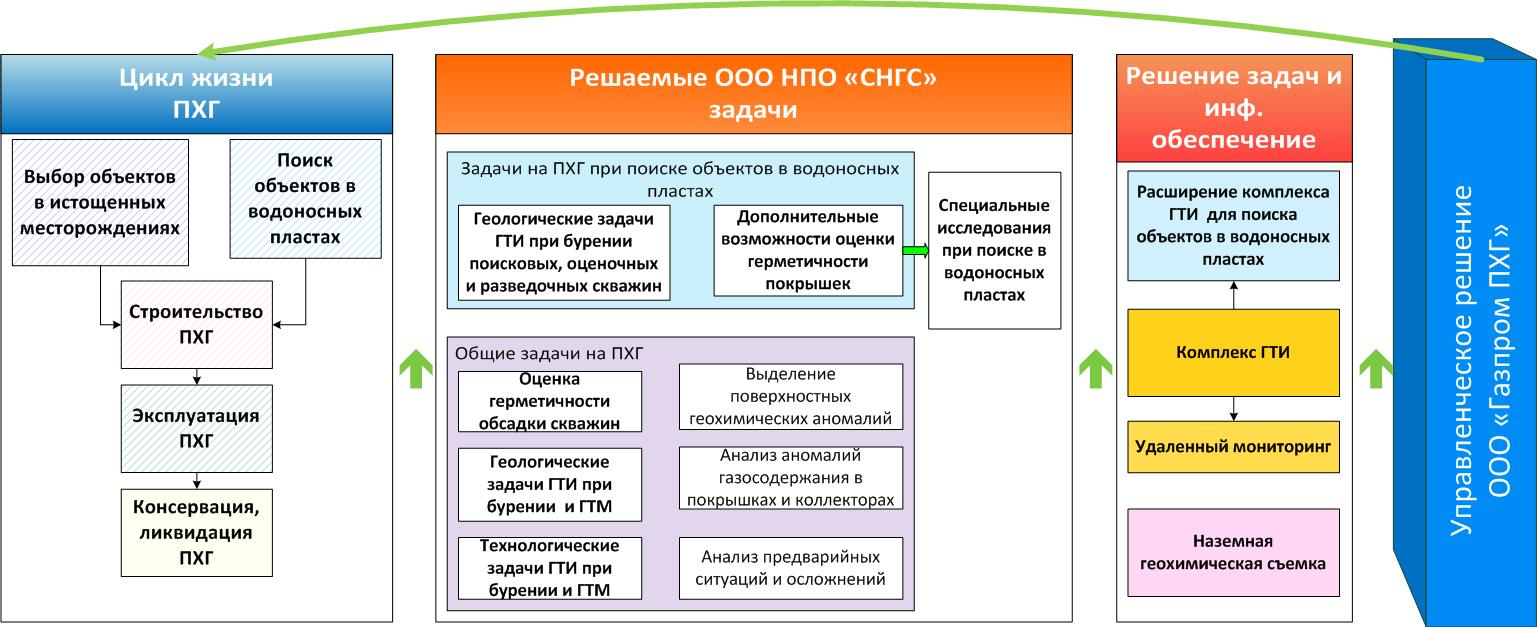 Цикл жизни
ПХГ
Выбор объектов
в истощенных
месторождениях
Поиск
объектов в
водоносных
пластах
Строительство
ПХГ
Эксплуатация
ПХГ
Консервация,
ликвидация
ПХГ
Решаемые ООО НПО «СНГС»
задачи
Задачи на ПХГ при поиске объектов в водоносных
пластах
Геологические задачи
ГТИ при бурении
поисковых, оценочных
и разведочных скважин
Дополнительные
возможности оценки
герметичности
покрышек
Специальные
исследования
при поиске в
водоносных
пластах
Общие задачи на ПХГ
Оценка
герметичности
обсадки скважин
Выделение
поверхностных
геохимических аномалий
Геологические
задачи ГТИ при
бурении и ГТМ
Анализ аномалий
газосодержания в
покрышках и коллекторах
Технологические
задачи ГТИ при
бурении и ГТМ
Анализ предварийных
ситуаций и осложнений
Решение задач и
инф.
обеспечение
Расширение комплекса
ГТИ для поиска
объектов в водоносных
пластах
Комплекс ГТИ
Удаленный мониторинг
Наземная
геохимическая съемка
Управленческое решение
ООО «Газпром ПХГ»